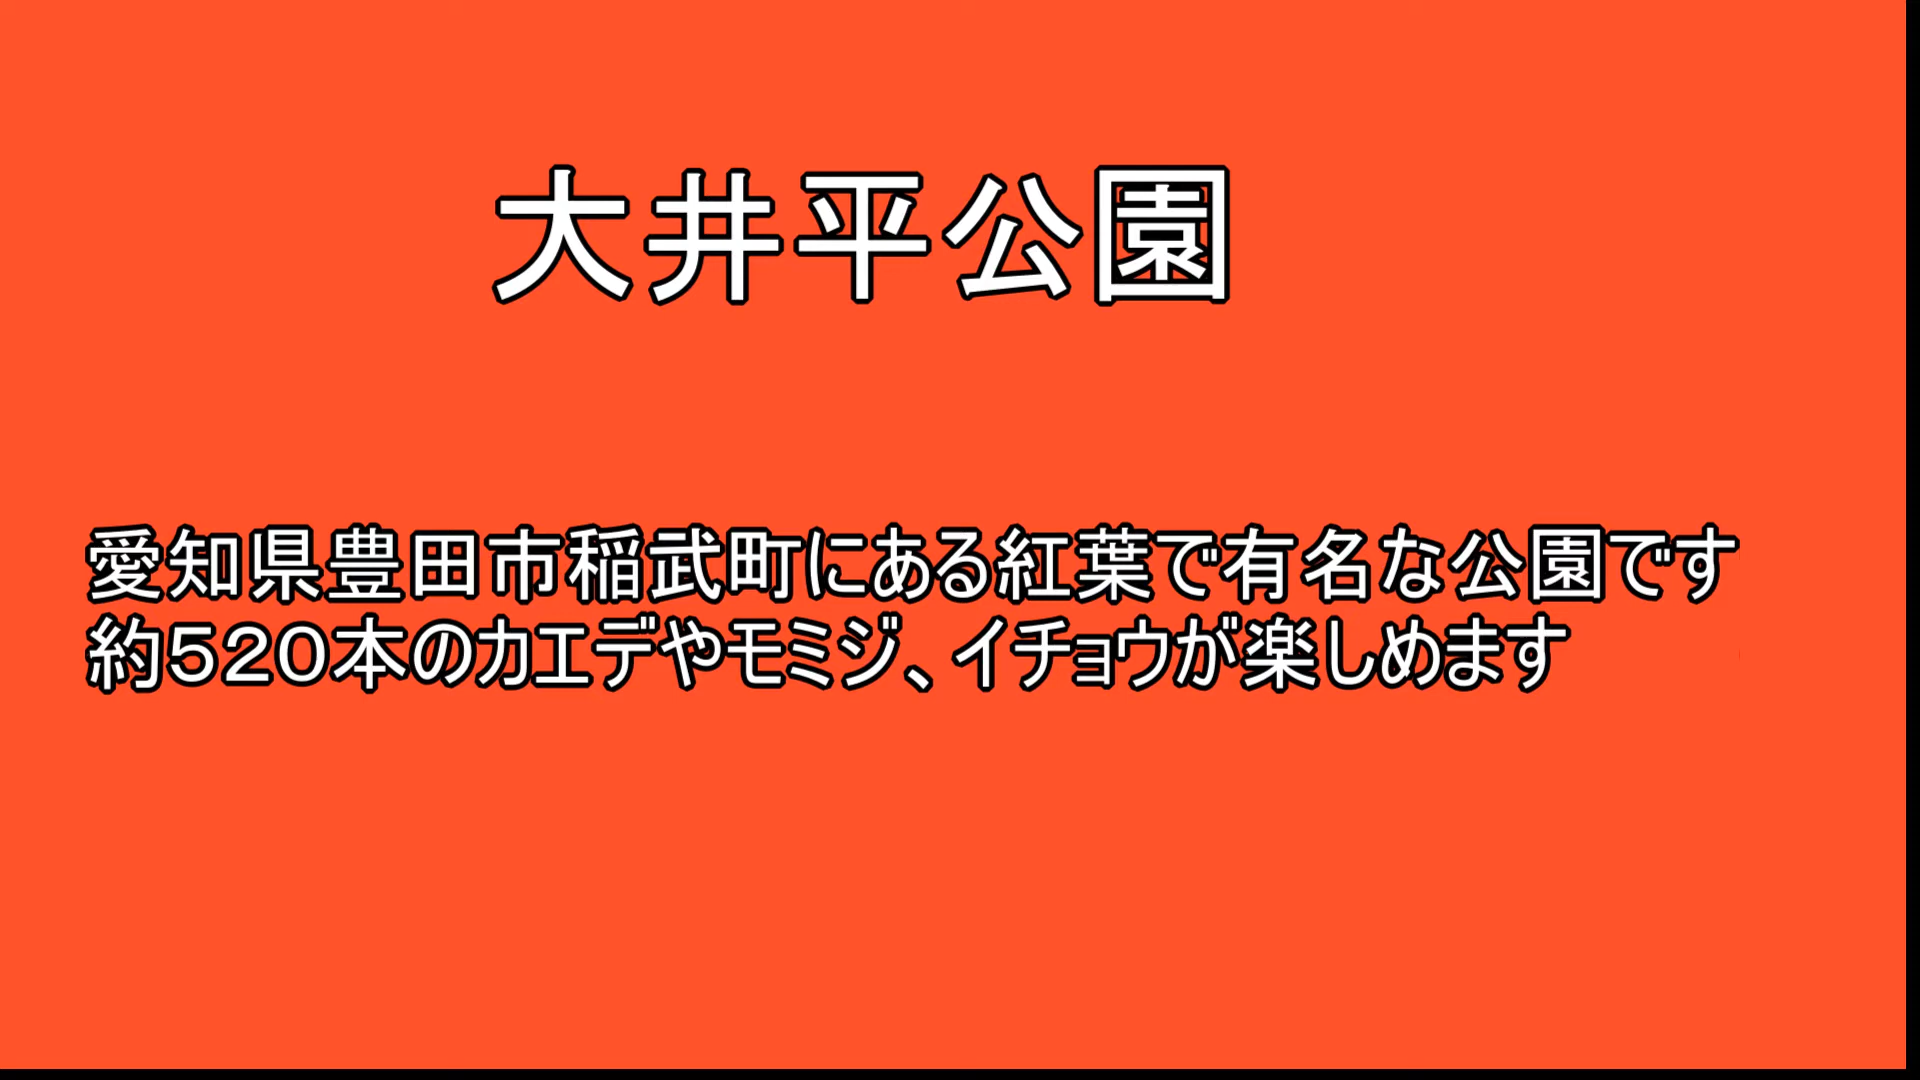 大井平公園
愛知県豊田市稲武町にある紅葉で有名な公園です
約５２０本のカエデやモミジ、イチョウが楽しめます